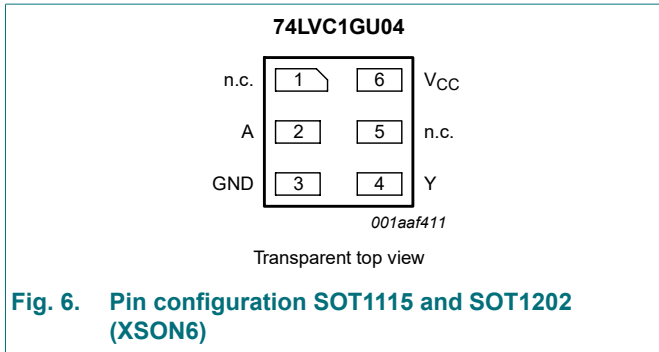 74LVC1GU04
n.c. 1 6 VCC
A 2 5 n.c.
GND 3 4 Y
001aaf411
Transparent top view
Fig. 6. Pin configuration SOT1115 and SOT1202
(XSON6)